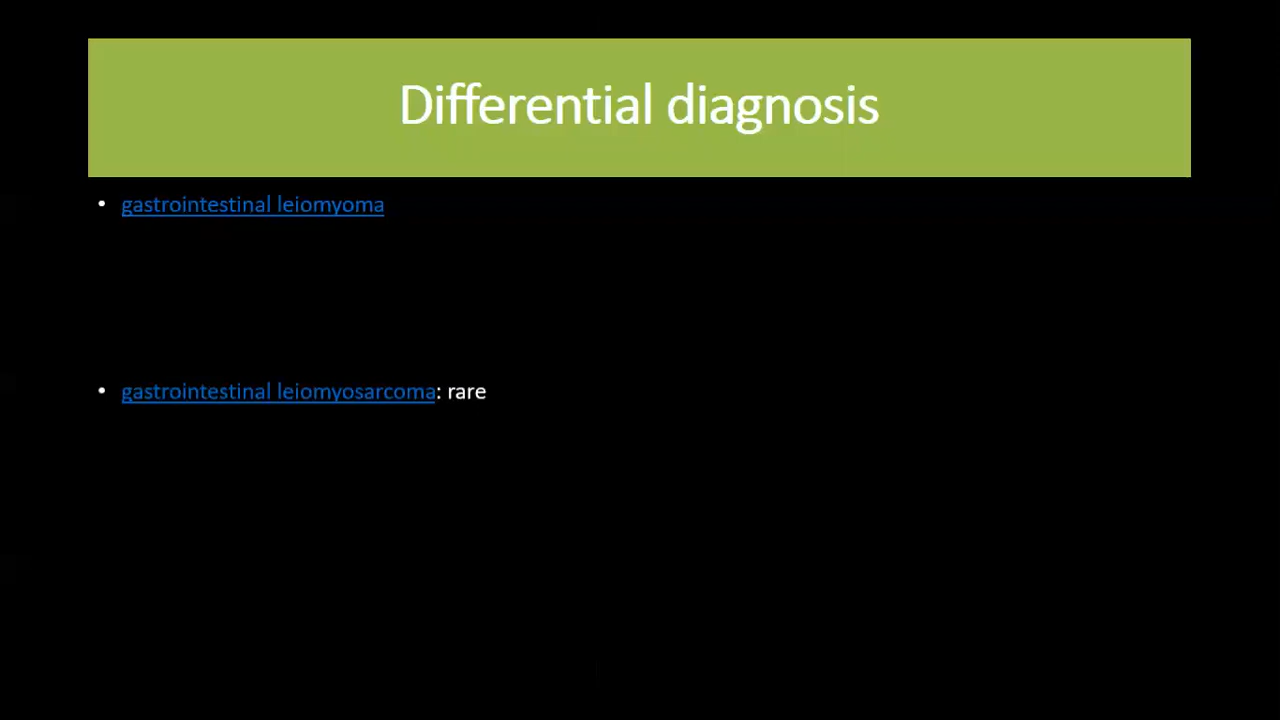 Differential diagnosis
• gastrointestinal leiomyoma
• gastrointestinal leiomyosarcoma: rare